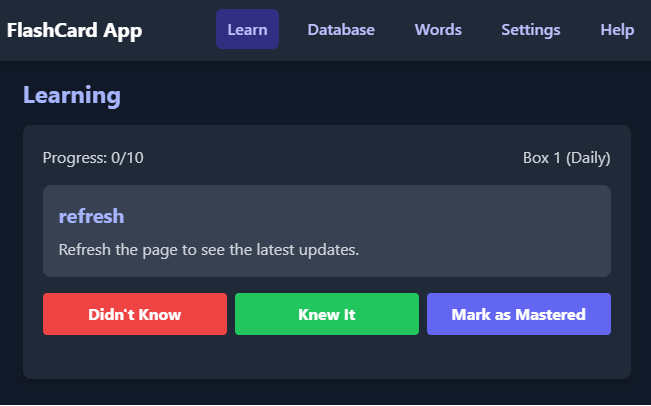 FlashCard App Learn Database Words Settings Help
Learning
Progress: 0/10 Box 1 (Daily)
refresh
Refresh the page to see the latest updates.
Didn't Know Knew It Mark as Mastered